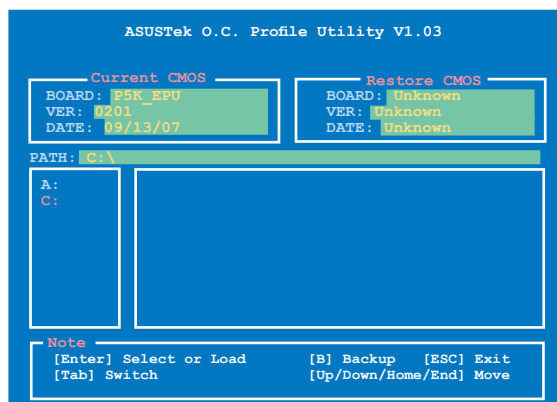 ASUSTek O.C. Profile Utility V1.03
Current CMOS
BOARD: P5K_EPU
VER: 0201
DATE: 09/13/07
Restore CMOS
BOARD: Unknown
VER: Unknown
DATE: Unknown
PATH: C:\
A:
C:
Note
[Enter] Select or Load [B] Backup [ESC] Exit
[Tab] Switch [Up/Down/Home/End] Move